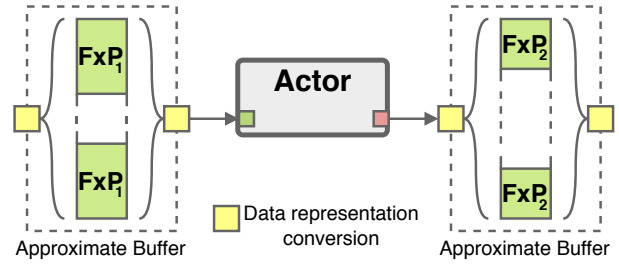 FxP1
FxP1
Actor
FxP2
FxP2
Data representation
conversion
Approximate Buffer
Approximate Buffer